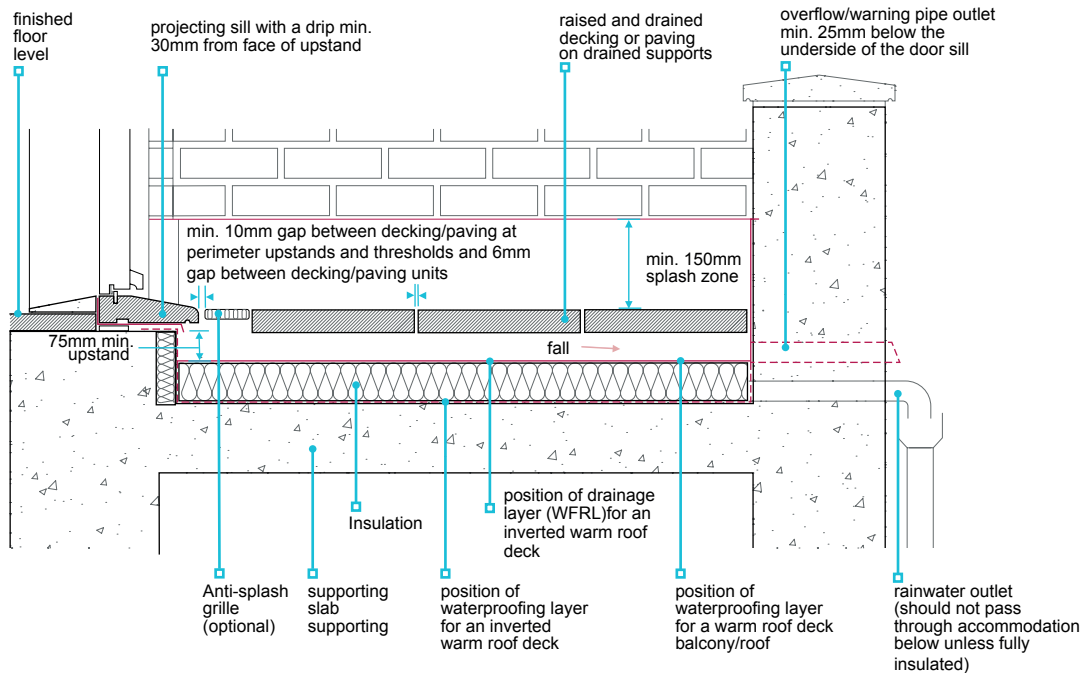 finished
floor
level
projecting sill with a drip min.
30mm from face of upstand
raised and drained
decking or paving
on drained supports
overflow/warning pipe outlet
min. 25mm below the
underside of the door sill
min. 10mm gap between decking/paving at
perimeter upstands and thresholds and 6mm
gap between decking/paving units
min. 150mm
splash zone
75mm min.
upstand
fall
Insulation
position of drainage
layer (WFRL)for an
inverted warm roof
deck
Anti-splash
grille
(optional)
supporting
slab
supporting
position of
waterproofing layer
for an inverted
warm roof deck
position of
waterproofing layer
for a warm roof deck
balcony/roof
rainwater outlet
(should not pass
through accommodation
below unless fully
insulated)